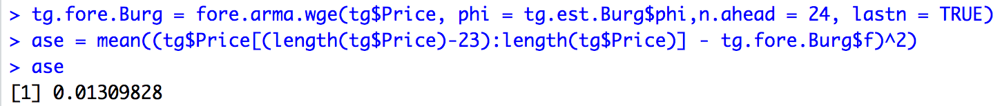 > tg.fore.Burg = fore.arma.wge(tg$Price, phi = tg.est.Burg$phi,n.ahead = 24, lastn = TRUE)
> ase = mean((tg$Price[(length(tg$Price)-23):length(tg$Price)] - tg.fore.Burg$f)^2)
> ase
[1] 0.01309828